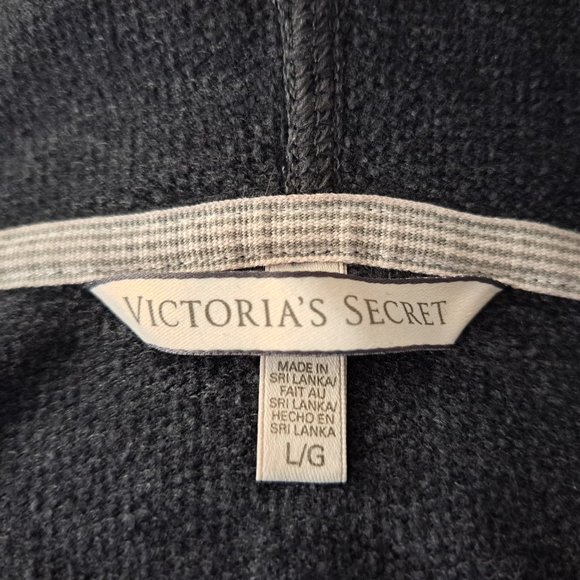 VICTORIA'S SECRET
MADE IN
SRI LANKA/
FAIT AU
SRI LANKA/
HECHO EN
SRI LANKA
L/G